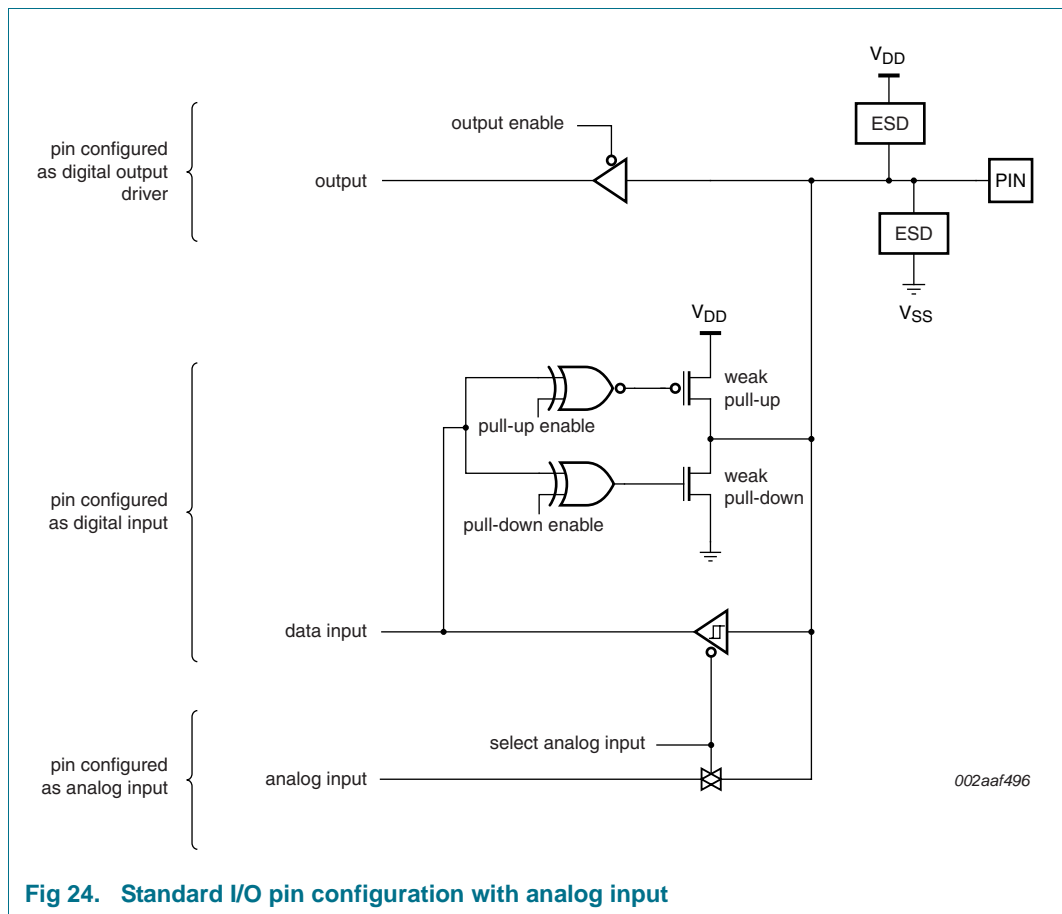 VDD
ESD
output enable
pin configured
as digital output
driver
output
PIN
ESD
VSS
VDD
weak
pull-up
pull-up enable
weak
pull-down
pull-down enable
pin configured
as digital input
data input
select analog input
pin configured
as analog input
analog input
002aaf496
Fig 24. Standard I/O pin configuration with analog input